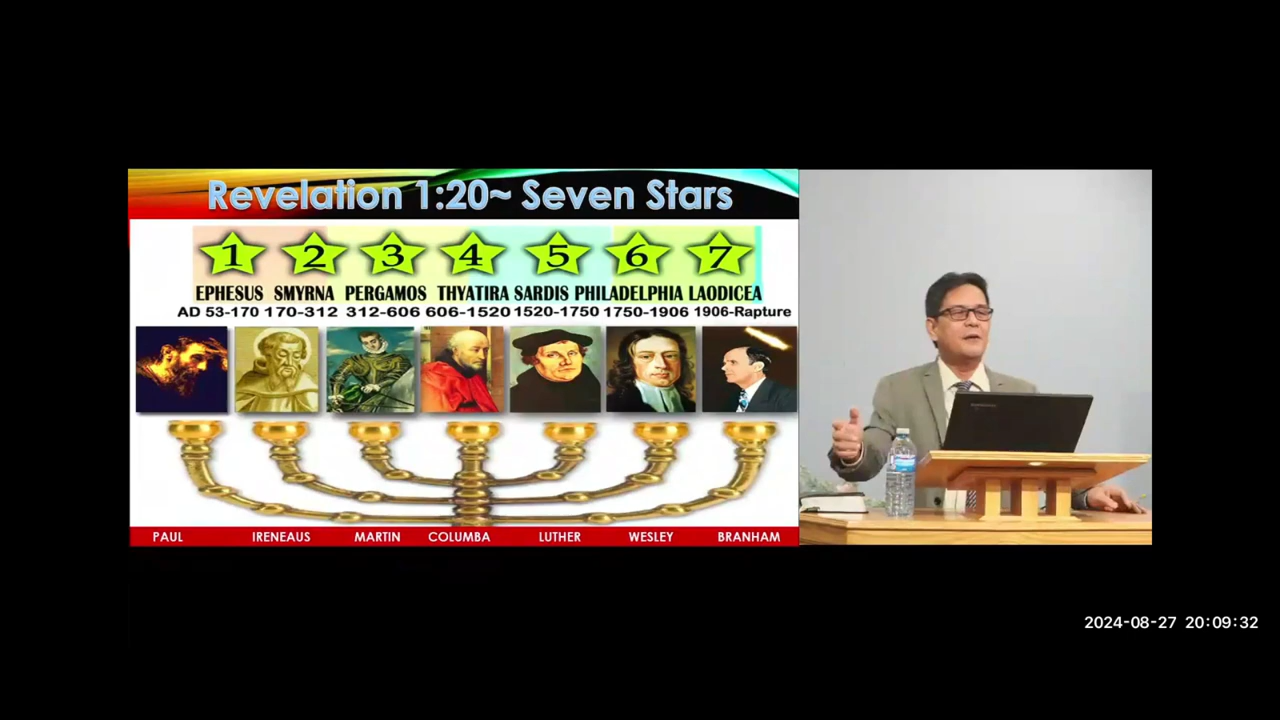 Revelation 1:20~ Seven Stars
1 2 3 4 5 6 7
EPHESUS SMYRNA PERGAMOS THYATIRA SARDIS PHILADELPHIA LAODICEA
AD 53-170 170-312 312-606 606-1520 1520-1750 1750-1906 1906-Rapture
PAUL IRENEAUS MARTIN COLUMBA LUTHER WESLEY BRANHAM
2024-08-27 20:09:32